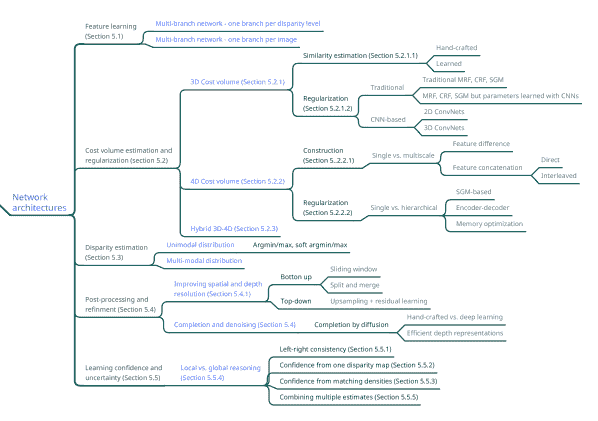 Network
architectures
Feature learning
(Section 5.1)
Multi-branch network - one branch per disparity level
Multi-branch network - one branch per image
Cost volume estimation and
regularization (section 5.2)
3D Cost volume (Section 5.2.1)
Similarity estimation (Section 5.2.1.1)
Hand-crafted
Learned
Regularization
(Section 5.2.1.2)
Traditional
Traditional MRF, CRF, SGM
MRF, CRF, SGM but parameters learned with CNNs
CNN-based
2D ConvNets
3D ConvNets
4D Cost volume (Section 5.2.2)
Construction
(Section 5..2.2.1)
Single vs. multiscale
Feature difference
Feature concatenation
Direct
Interleaved
Regularization
(Section 5.2.2.2)
Single vs. hierarchical
SGM-based
Encoder-decoder
Memory optimization
Hybrid 3D-4D (Section 5.2.3)
Disparity estimation
(Section 5.3)
Unimodal distribution
Argmin/max, soft argmin/max
Multi-modal distribution
Post-processing and
refinment (Section 5.4)
Improving spatial and depth
resolution (Section 5.4.1)
Botton up
Sliding window
Split and merge
Top-down
Upsampling + residual learning
Completion and denoising (Section 5.4)
Completion by diffusion
Hand-crafted vs. deep learning
Efficient depth representations
Learning confidence and
uncertainty (Section 5.5)
Local vs. global reasoning
(Section 5.5.4)
Left-right consistency (Section 5.5.1)
Confidence from one disparity map (Section 5.5.2)
Confidence from matching densities (Section 5.5.3)
Combining multiple estimates (Section 5.5.5)